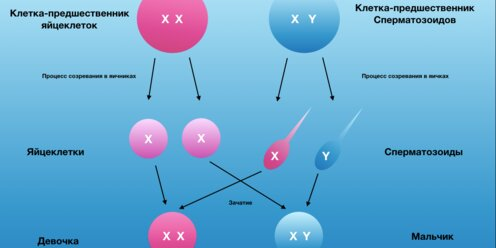 Клетка-предшественник
яйцеклеток
X X
X Y
Клетка-предшественник
Сперматозоидов
Процесс созревания в яичниках
Процесс созревания в яичках
Яйцеклетки
X
X
X
Y
Сперматозоиды
Зачатие
Девочка
X X
X Y
Мальчик